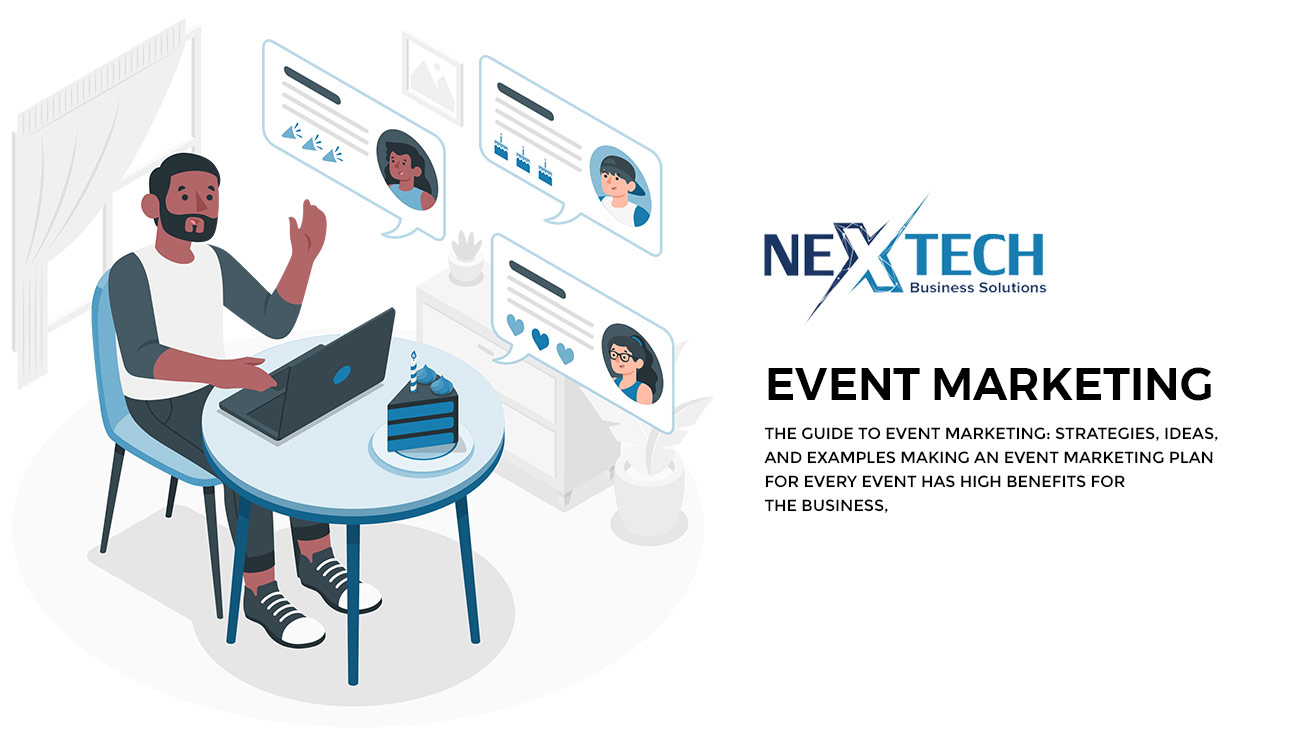 NEXTECH
Business Solutions
EVENT MARKETING
THE GUIDE TO EVENT MARKETING: STRATEGIES, IDEAS,
AND EXAMPLES MAKING AN EVENT MARKETING PLAN
FOR EVERY EVENT HAS HIGH BENEFITS FOR
THE BUSINESS,